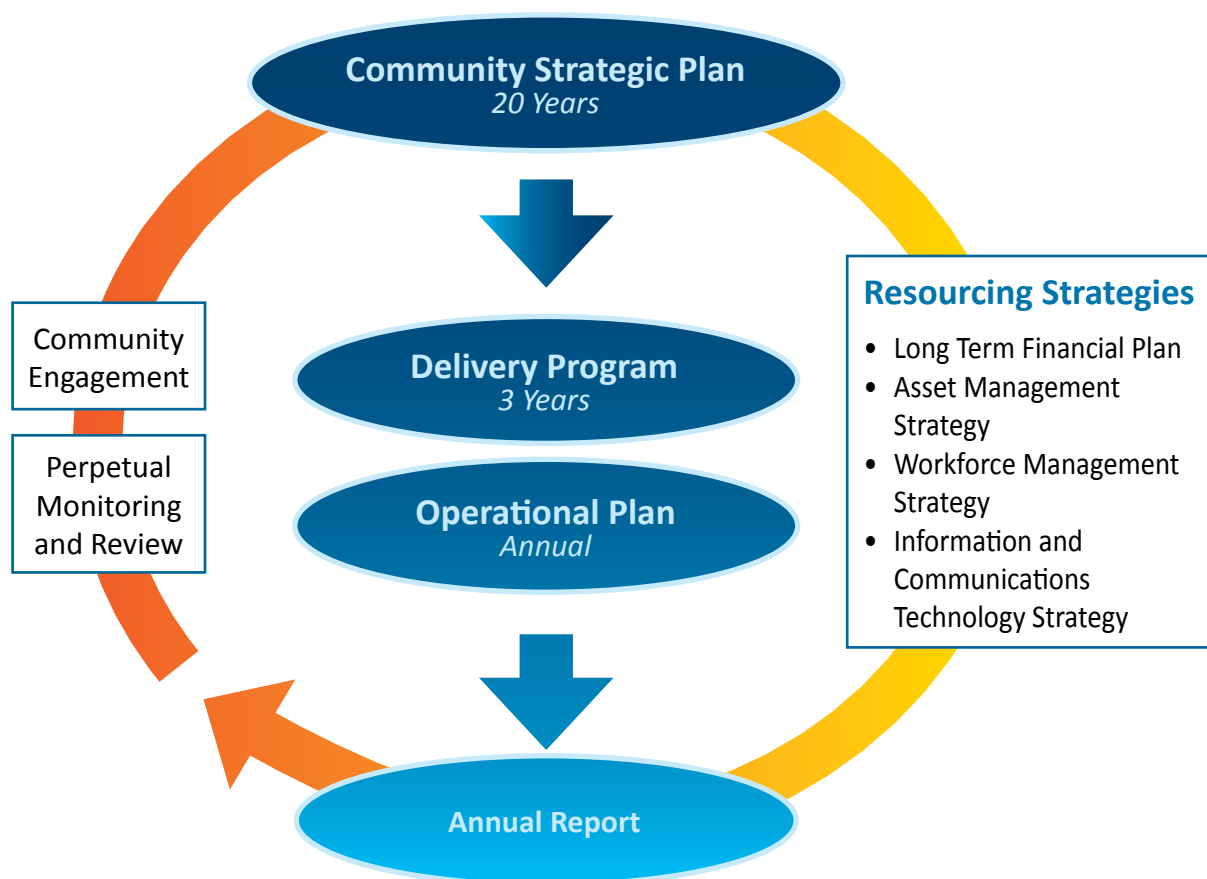 Community Strategic Plan
20 Years
Community
Engagement
Perpetual
Monitoring
and Review
Delivery Program
3 Years
Operational Plan
Annual
Annual Report
Resourcing Strategies
• Long Term Financial Plan
• Asset Management
Strategy
• Workforce Management
Strategy
• Information and
Communications
Technology Strategy